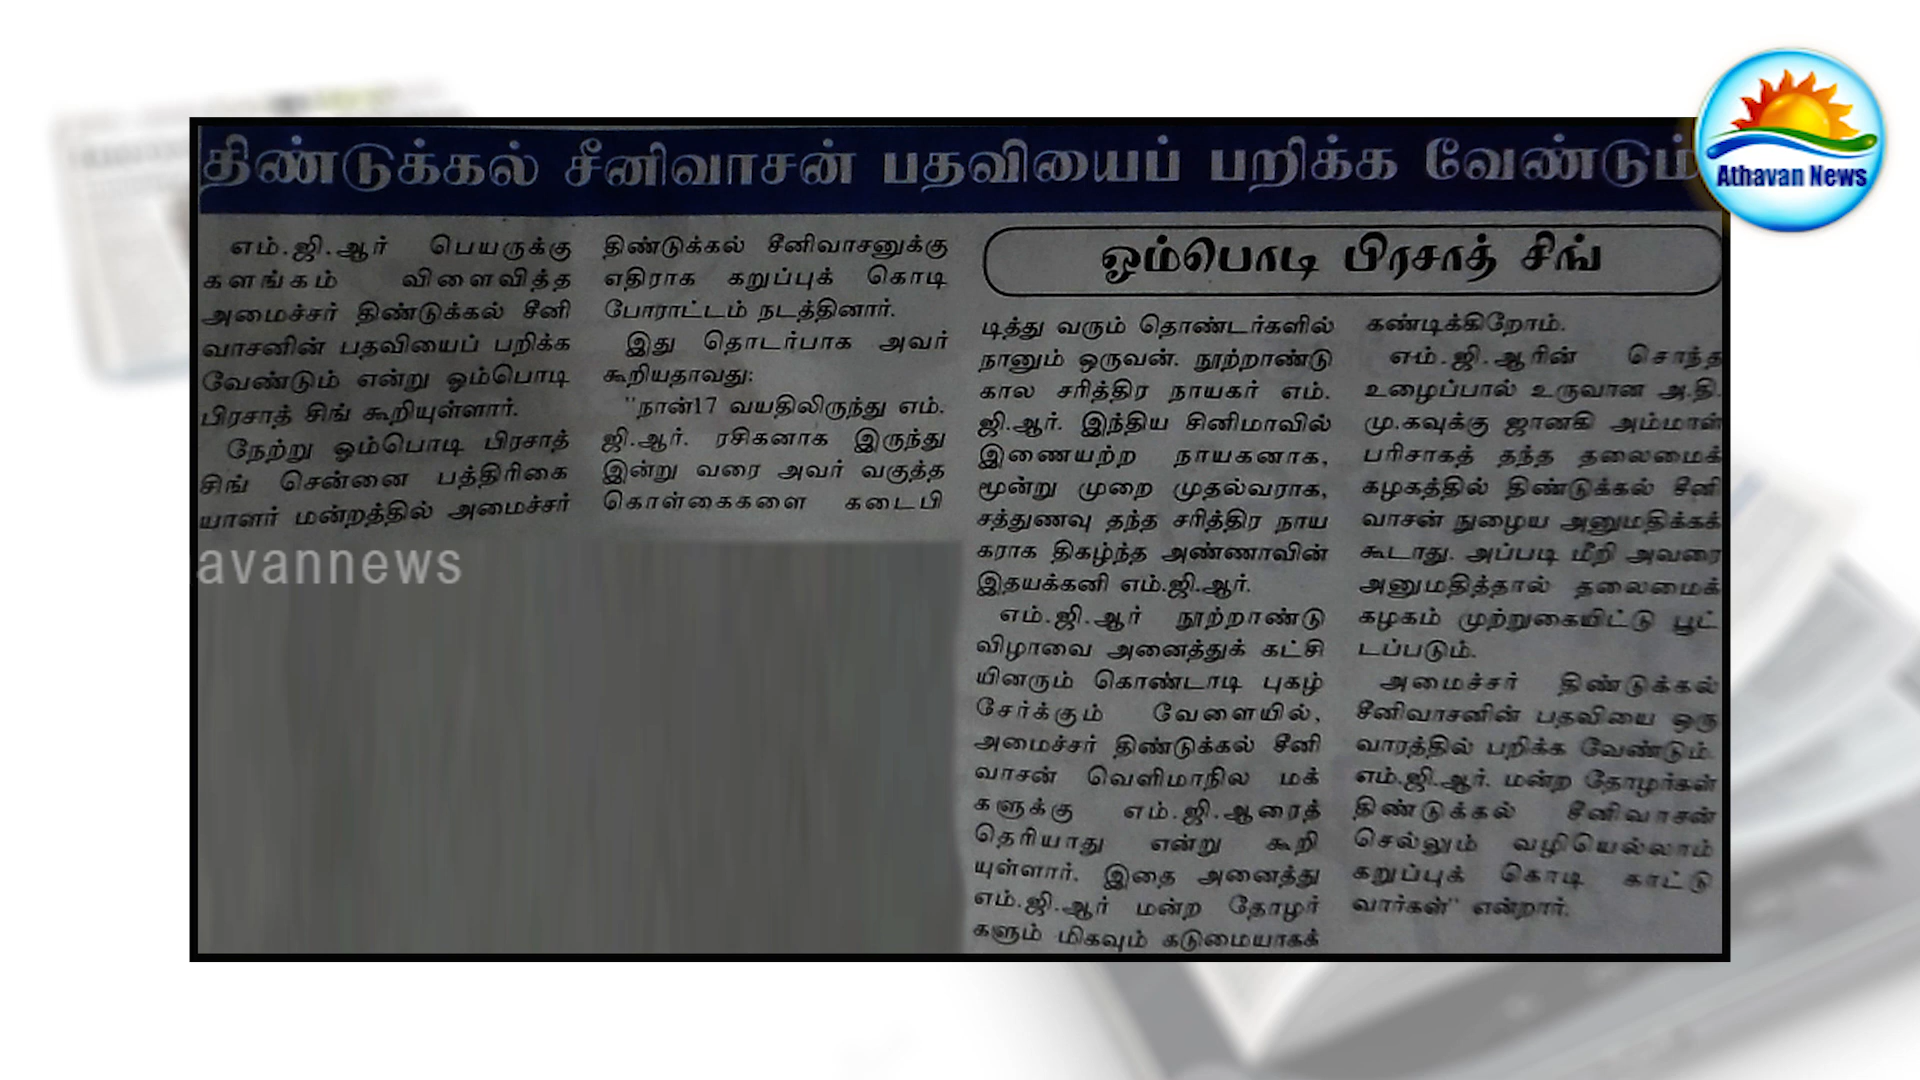 திண்டுக்கல் சீனிவாசன் பதவியைப் பறிக்க வேண்டும்
Athavan News
ஓம்பொடி பிரசாத் சிங்
எம்.ஜி.ஆர் பெயருக்கு
களங்கம் விளைவித்த
அமைச்சர் திண்டுக்கல் சீனி
வாசனின் பதவியைப் பறிக்க
வேண்டும் என்று ஓம்பொடி
பிரசாத் சிங் கூறியுள்ளார்.
நேற்று ஓம்பொடி பிரசாத்
சிங் சென்னை பத்திரிகை
யாளர் மன்றத்தில் அமைச்சர்
திண்டுக்கல் சீனிவாசனுக்கு
எதிராக கறுப்புக் கொடி
போராட்டம் நடத்தினார்.
இது தொடர்பாக அவர்
கூறியதாவது:
"நான்17 வயதிலிருந்து எம்.
ஜி.ஆர். ரசிகனாக இருந்து
இன்று வரை அவர் வகுத்த
கொள்கைகளை கடைபி
டித்து வரும் தொண்டர்களில்
நானும் ஒருவன். நூற்றாண்டு
கால சரித்திர நாயகர் எம்.
ஜி.ஆர். இந்திய சினிமாவில்
இணையற்ற நாயகனாக,
மூன்று முறை முதல்வராக,
சத்துணவு தந்த சரித்திர நாய
கராக திகழ்ந்த அண்ணாவின்
இதயக்கனி எம்.ஜி.ஆர்.
எம்.ஜி.ஆர் நூற்றாண்டு
விழாவை அனைத்துக் கட்சி
யினரும் கொண்டாடி புகழ்
சேர்க்கும் வேளையில்,
அமைச்சர் திண்டுக்கல் சீனி
வாசன் வெளிமாநில மக்
களுக்கு எம்.ஜி.ஆரைத்
தெரியாது என்று கூறி
யுள்ளார். இதை அனைத்து
எம்.ஜி.ஆர் மன்ற தோழர்
களும் மிகவும் கடுமையாகக்
கண்டிக்கிறோம்.
எம்.ஜி.ஆரின் சொந்த
உழைப்பால் உருவான அ.தி.
மு.கவுக்கு ஜானகி அம்மாள்
பரிசாகத் தந்த தலைமைக்
கழகத்தில் திண்டுக்கல் சீனி
வாசன் நுழைய அனுமதிக்கக்
கூடாது. அப்படி மீறி அவரை
அனுமதித்தால் தலைமைக்
கழகம் முற்றுகையிட்டு பூட்
டப்படும்.
அமைச்சர் திண்டுக்கல்
சீனிவாசனின் பதவியை ஒரு
வாரத்தில் பறிக்க வேண்டும்.
எம்.ஜி.ஆர். மன்ற தோழர்கள்
திண்டுக்கல் சீனிவாசன்
செல்லும் வழியெல்லாம்
கறுப்புக் கொடி காட்டு
வார்கள்" என்றார்.
avannews